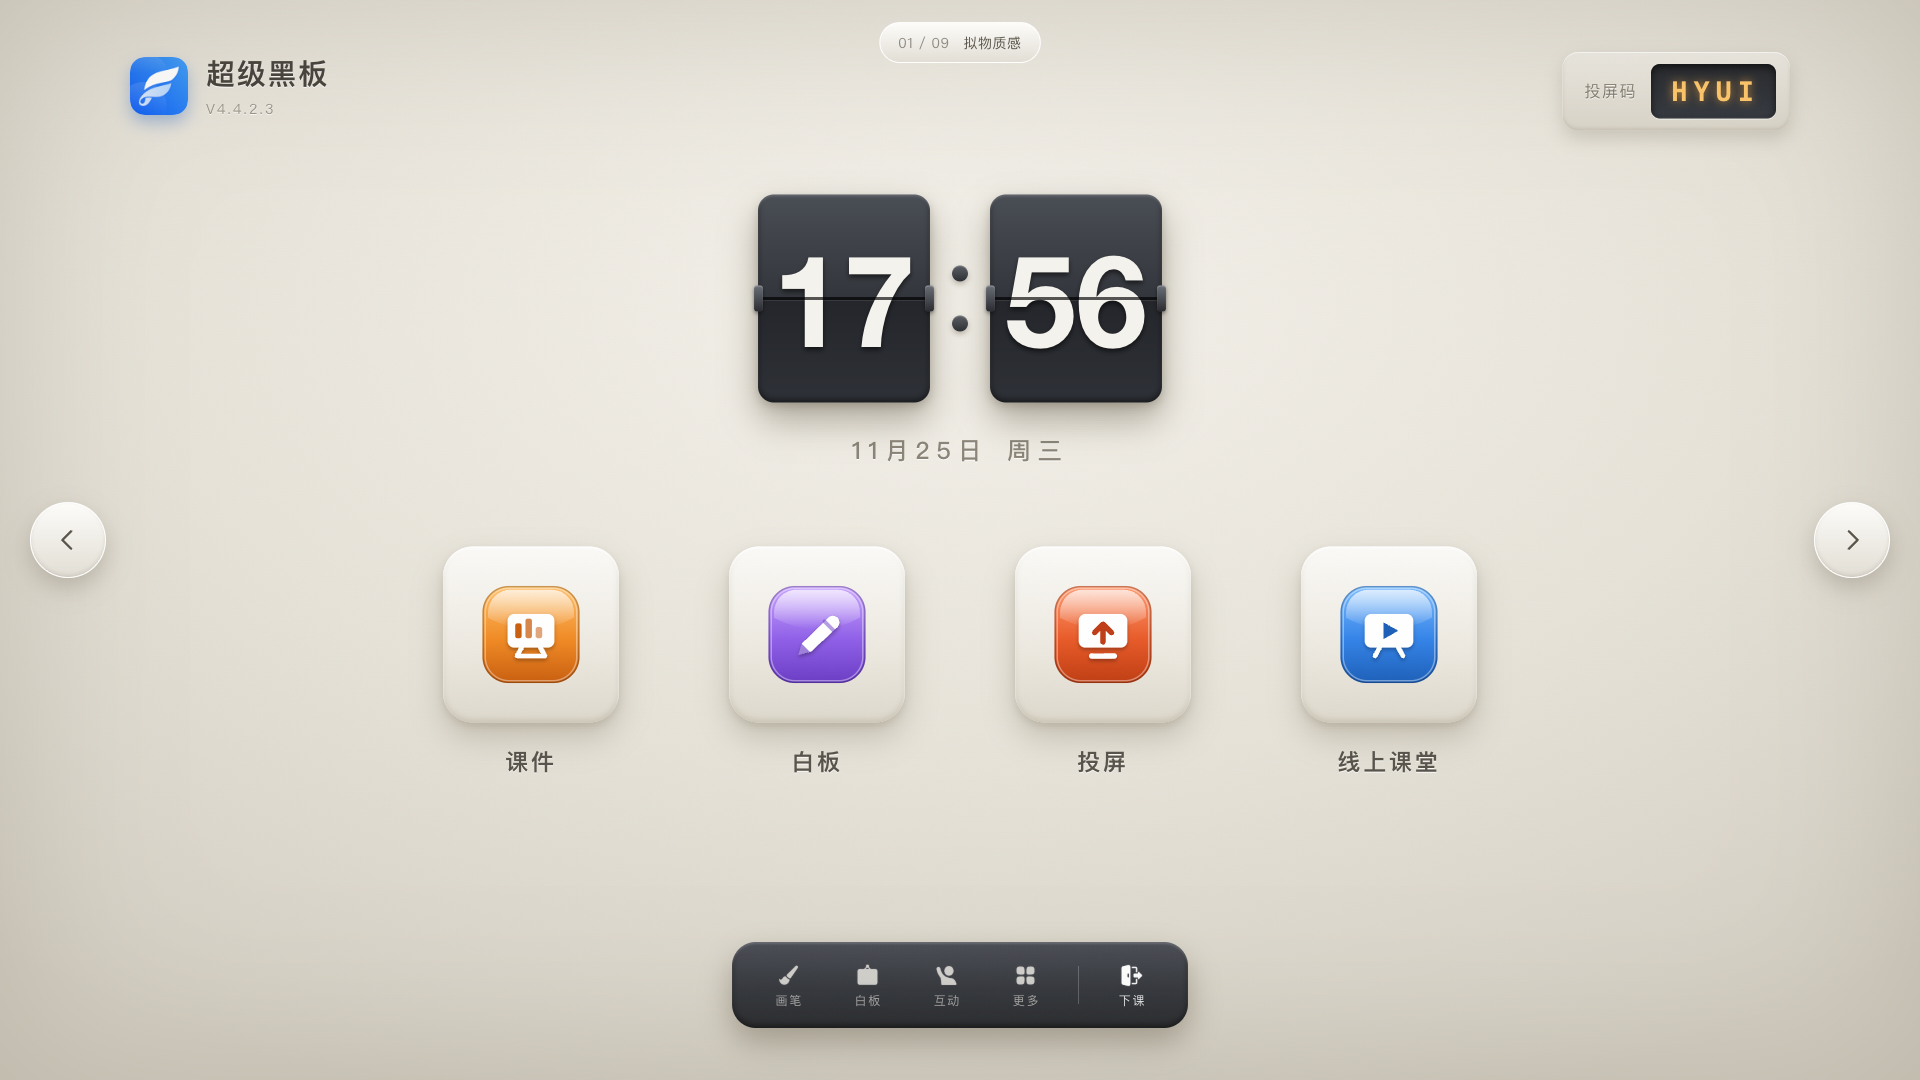 01 / 09 拟物质感
超级黑板
V4.4.2.3
投屏码 HYUI
17:56
11月25日 周三
课件
白板
投屏
线上课堂
画笔
白板
互动
更多
下课